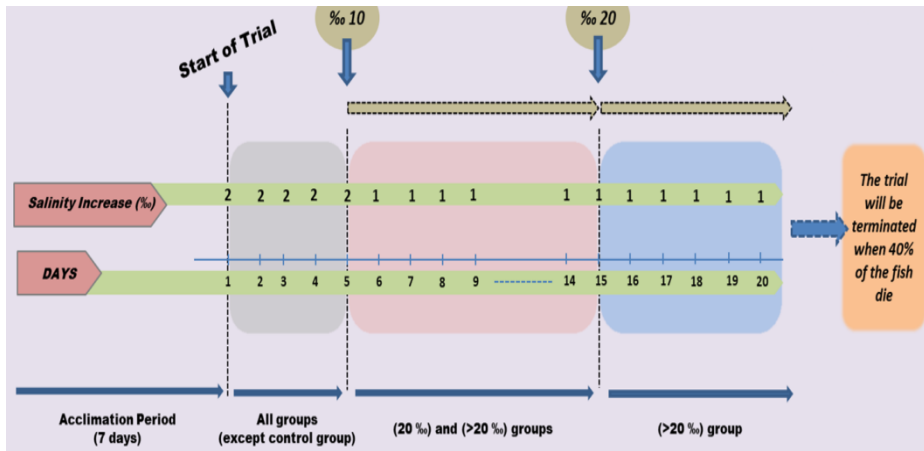 ‰ 10
‰ 20
Start of Trial
Salinity Increase (‰)
2 2 2 2 2 1 1 1 1 1 1 1 1 1 1 1
DAYS
1 2 3 4 5 6 7 8 9 14 15 16 17 18 19 20
The trial
will be
terminated
when 40%
of the fish
die
Acclimation Period
(7 days)
All groups
(except control group)
(20 ‰) and (>20 ‰) groups
(>20 ‰) group